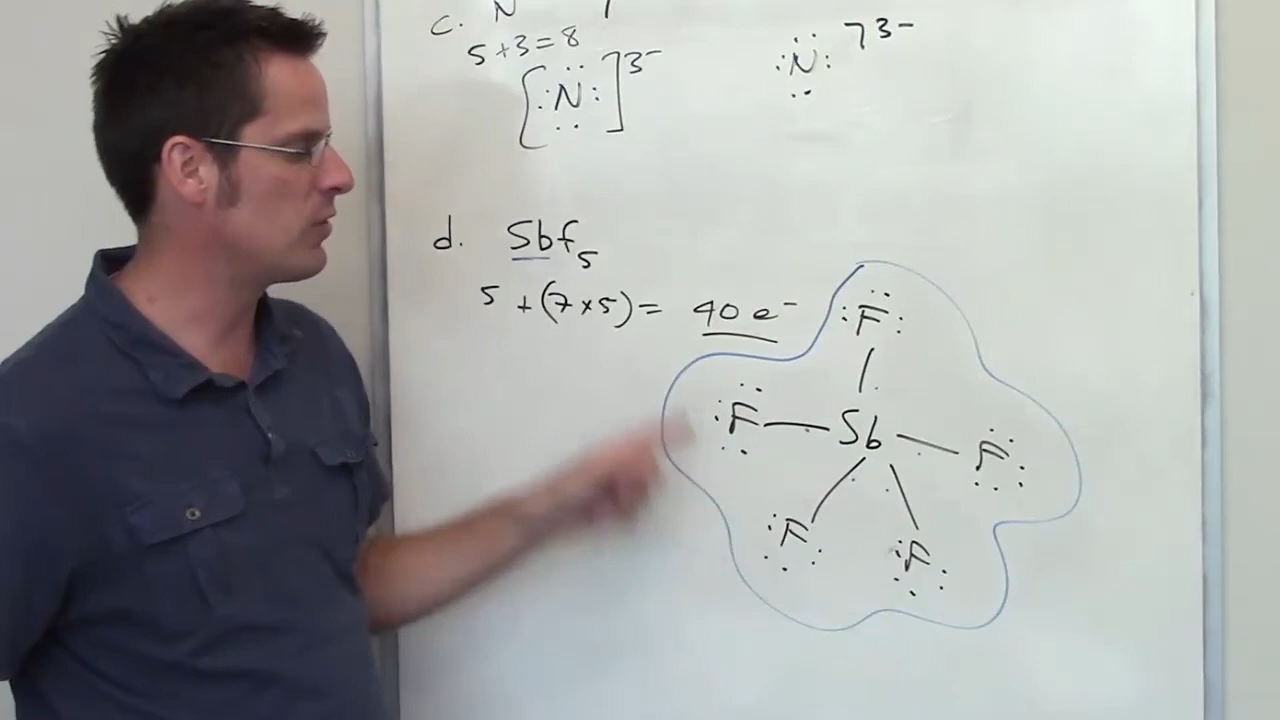 c. N
5+3=8
[:N:]3-
:N: ]3-
d. Sbf5
5 + (7×5) = 40 e-
:F:
:F — Sb — F:
:F: :F: